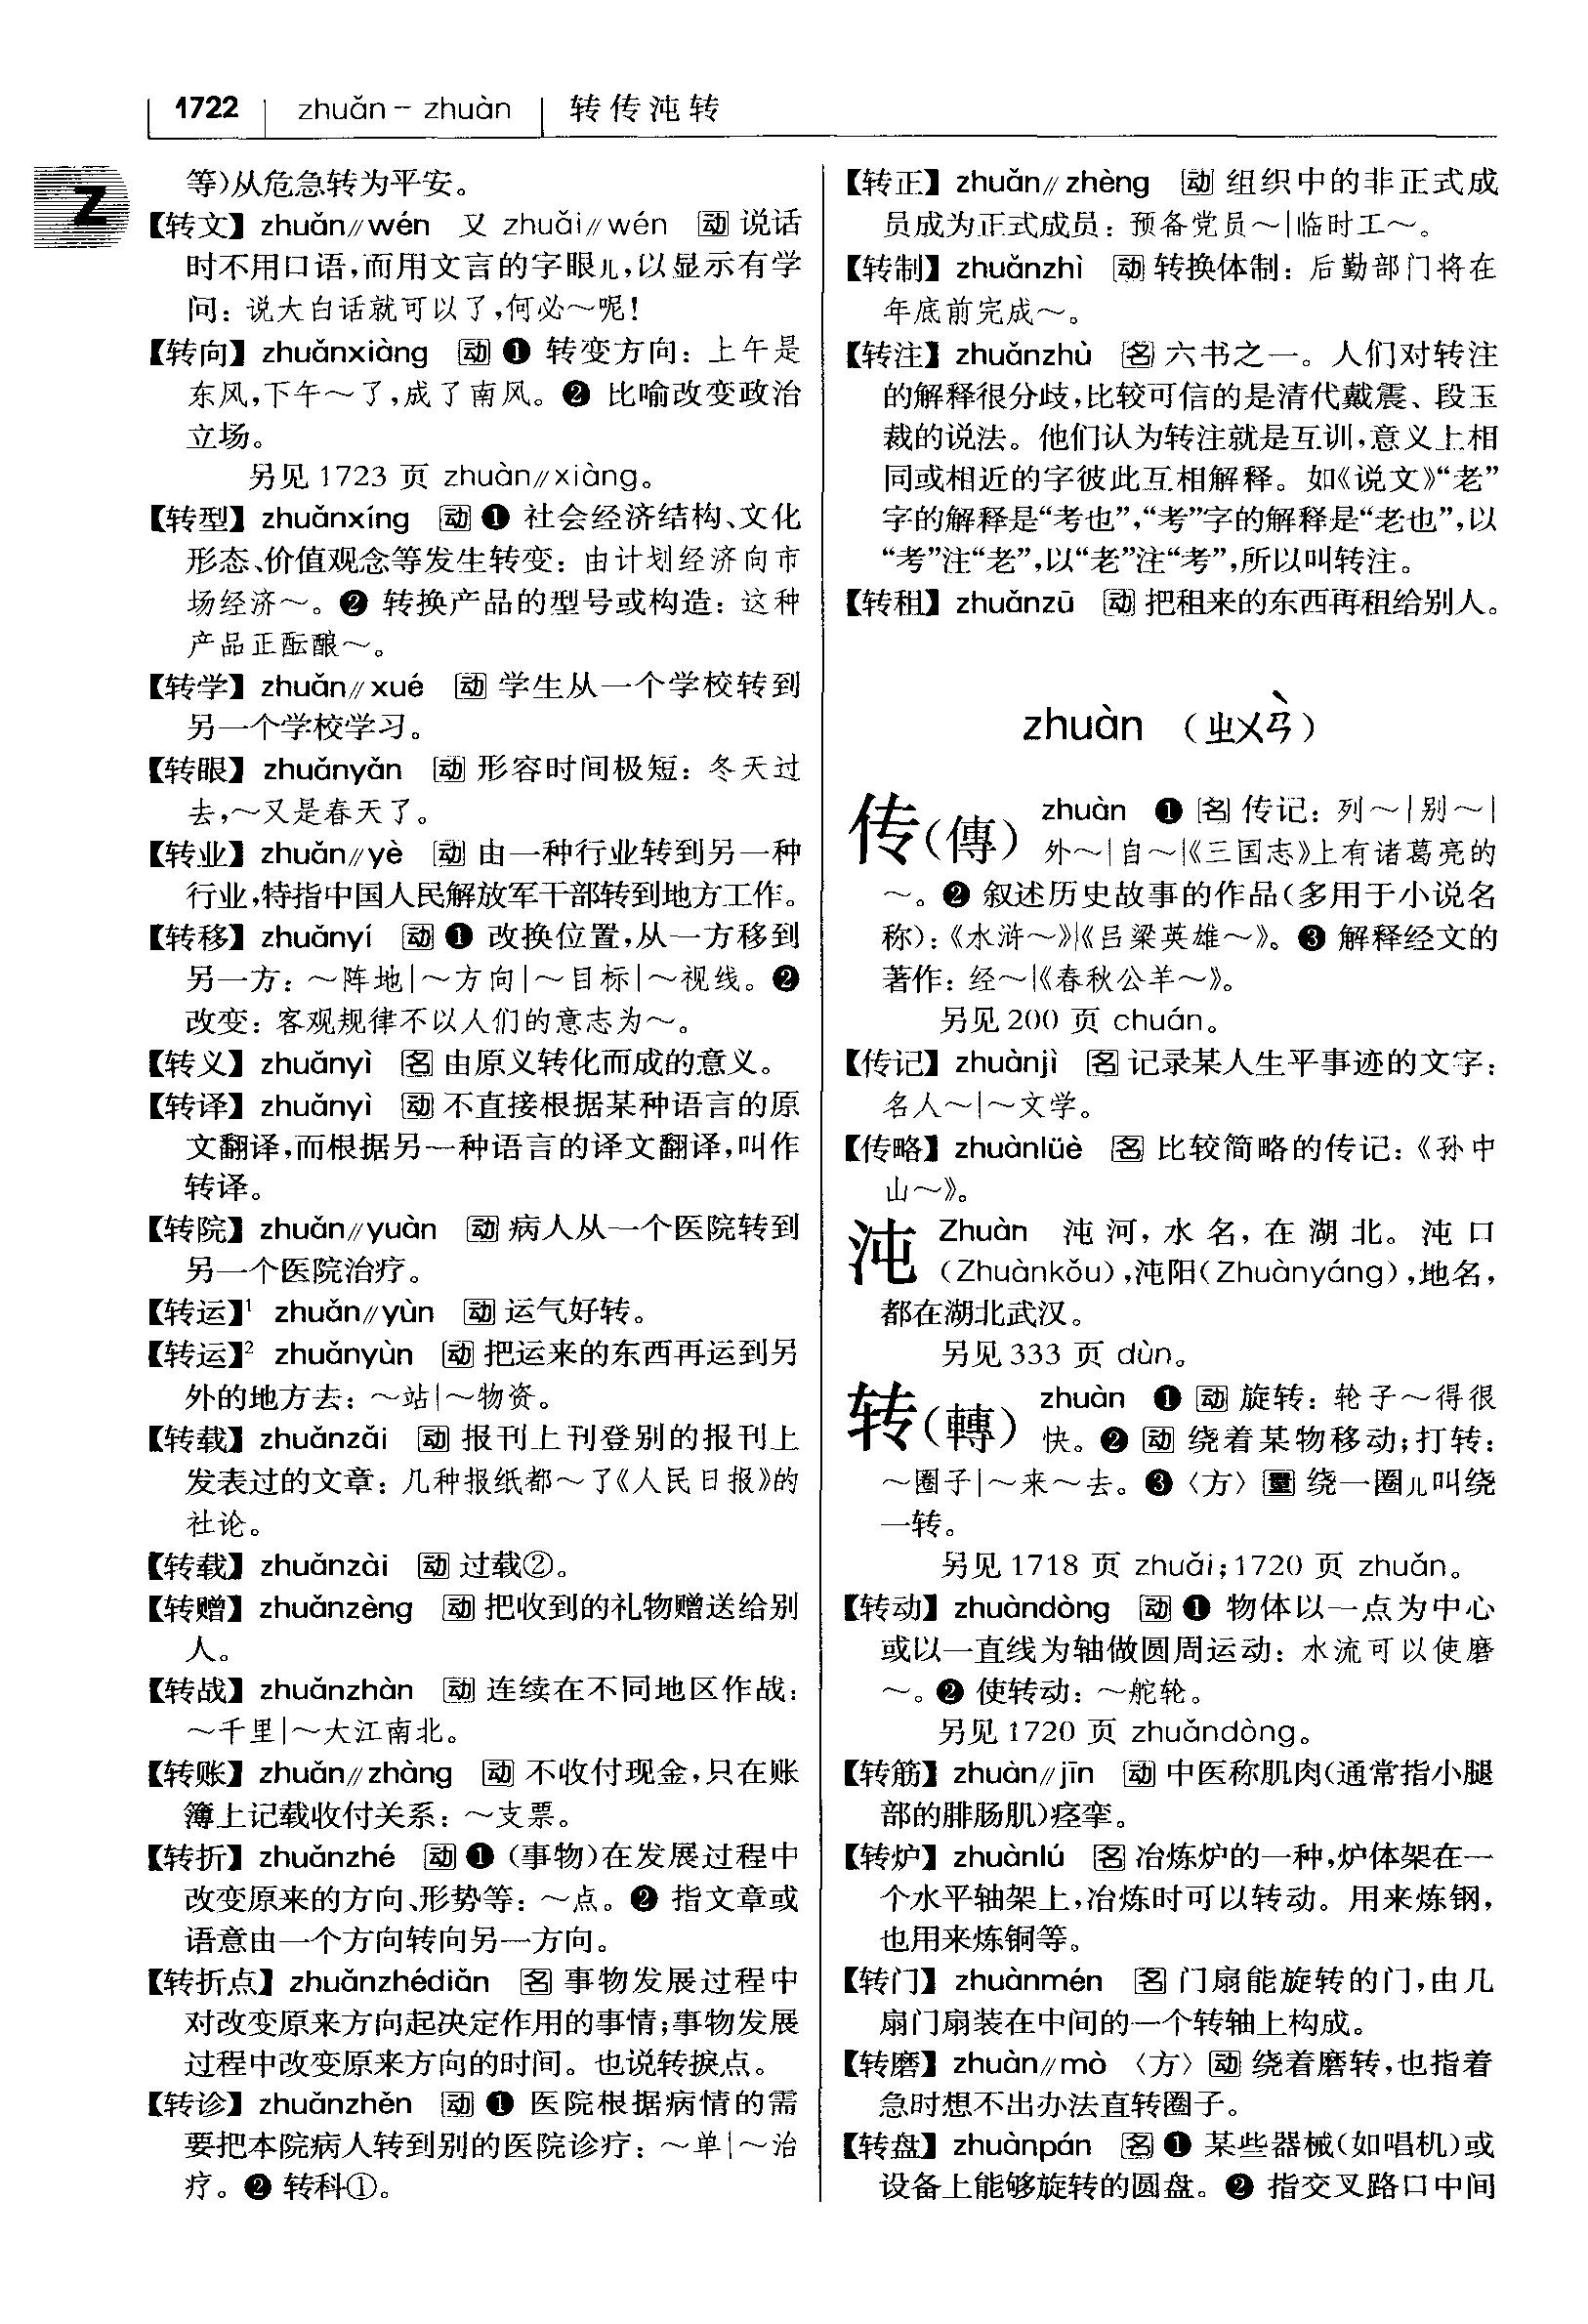 1722 zhuǎn – zhuàn 转传沌转
Z
等)从危急转为平安。
【转文】 zhuǎn∥wén 又 zhuǎi∥wén 动 说话
时不用口语,而用文言的字眼儿,以显示有学
问: 说大白话就可以了,何必～呢!
【转向】 zhuǎnxiàng 动 ❶ 转变方向: 上午是
东风,下午～了,成了南风。❷ 比喻改变政治
立场。
另见 1723 页 zhuàn∥xiàng。
【转型】 zhuǎnxíng 动 ❶ 社会经济结构、文化
形态、价值观念等发生转变: 由计划经济向市
场经济～。❷ 转换产品的型号或构造: 这种
产品正酝酿～。
【转学】 zhuǎn∥xué 动 学生从一个学校转到
另一个学校学习。
【转眼】 zhuǎnyǎn 动 形容时间极短: 冬天过
去,～又是春天了。
【转业】 zhuǎn∥yè 动 由一种行业转到另一种
行业,特指中国人民解放军干部转到地方工作。
【转移】 zhuǎnyí 动 ❶ 改换位置,从一方移到
另一方: ～阵地|～方向|～目标|～视线。❷
改变: 客观规律不以人们的意志为～。
【转义】 zhuǎnyì 名 由原义转化而成的意义。
【转译】 zhuǎnyì 动 不直接根据某种语言的原
文翻译,而根据另一种语言的译文翻译,叫作
转译。
【转院】 zhuǎn∥yuàn 动 病人从一个医院转到
另一个医院治疗。
【转运】¹ zhuǎn∥yùn 动 运气好转。
【转运】² zhuǎnyùn 动 把运来的东西再运到另
外的地方去: ～站|～物资。
【转载】 zhuǎnzǎi 动 报刊上刊登别的报刊上
发表过的文章: 几种报纸都～了《人民日报》的
社论。
【转载】 zhuǎnzài 动 过载②。
【转赠】 zhuǎnzèng 动 把收到的礼物赠送给别
人。
【转战】 zhuǎnzhàn 动 连续在不同地区作战:
～千里|～大江南北。
【转账】 zhuǎn∥zhàng 动 不收付现金,只在账
簿上记载收付关系: ～支票。
【转折】 zhuǎnzhé 动 ❶ (事物)在发展过程中
改变原来的方向、形势等: ～点。❷ 指文章或
语意由一个方向转向另一方向。
【转折点】 zhuǎnzhédiǎn 名 事物发展过程中
对改变原来方向起决定作用的事情;事物发展
过程中改变原来方向的时间。也说转捩点。
【转诊】 zhuǎnzhěn 动 ❶ 医院根据病情的需
要把本院病人转到别的医院诊疗: ～单|～治
疗。❷ 转科①。
【转正】 zhuǎn∥zhèng 动 组织中的非正式成
员成为正式成员: 预备党员～|临时工～。
【转制】 zhuǎnzhì 动 转换体制: 后勤部门将在
年底前完成～。
【转注】 zhuǎnzhù 名 六书之一。人们对转注
的解释很分歧,比较可信的是清代戴震、段玉
裁的说法。他们认为转注就是互训,意义上相
同或相近的字彼此互相解释。如《说文》“老”
字的解释是“考也”,“考”字的解释是“老也”,以
“考”注“老”,以“老”注“考”,所以叫转注。
【转租】 zhuǎnzū 动 把租来的东西再租给别人。
zhuàn (ㄓㄨㄢˋ)
传(傳) zhuàn ❶ 名 传记: 列～|别～|
外～|自～|《三国志》上有诸葛亮的
～。❷ 叙述历史故事的作品(多用于小说名
称):《水浒～》|《吕梁英雄～》。❸ 解释经文的
著作: 经～|《春秋公羊～》。
另见 200 页 chuán。
【传记】 zhuànjì 名 记录某人生平事迹的文字:
名人～|～文学。
【传略】 zhuànlüè 名 比较简略的传记:《孙中
山～》。
沌 Zhuàn 沌河,水名,在湖北。沌口
(Zhuànkǒu),沌阳(Zhuànyáng),地名,
都在湖北武汉。
另见 333 页 dùn。
转(轉) zhuàn ❶ 动 旋转: 轮子～得很
快。❷ 动 绕着某物移动;打转:
～圈子|～来～去。❸〈方〉量 绕一圈儿叫绕
一转。
另见 1718 页 zhuǎi;1720 页 zhuǎn。
【转动】 zhuàndòng 动 ❶ 物体以一点为中心
或以一直线为轴做圆周运动: 水流可以使磨
～。❷ 使转动: ～舵轮。
另见 1720 页 zhuǎndòng。
【转筋】 zhuàn∥jīn 动 中医称肌肉(通常指小腿
部的腓肠肌)痉挛。
【转炉】 zhuànlú 名 冶炼炉的一种,炉体架在一
个水平轴架上,冶炼时可以转动。用来炼钢,
也用来炼铜等。
【转门】 zhuànmén 名 门扇能旋转的门,由几
扇门扇装在中间的一个转轴上构成。
【转磨】 zhuàn∥mò 〈方〉动 绕着磨转,也指着
急时想不出办法直转圈子。
【转盘】 zhuànpán 名 ❶ 某些器械(如唱机)或
设备上能够旋转的圆盘。❷ 指交叉路口中间